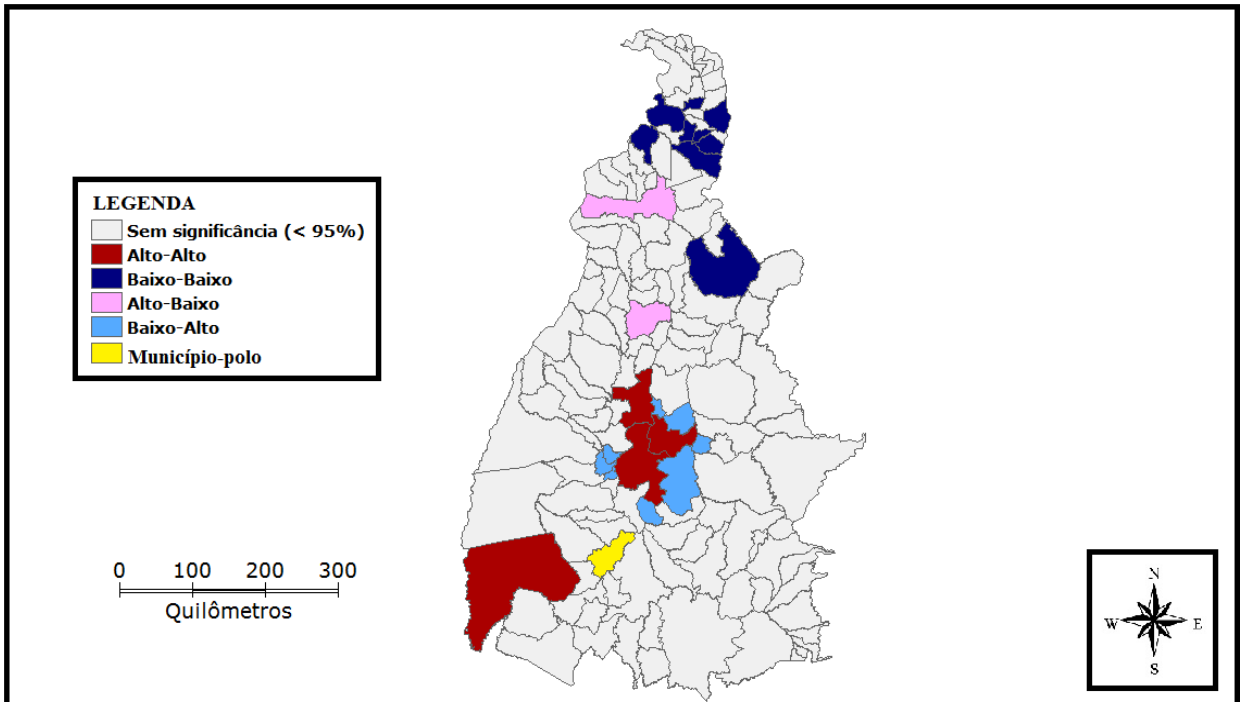 LEGENDA
Sem significância (< 95%)
Alto-Alto
Baixo-Baixo
Alto-Baixo
Baixo-Alto
Município-polo
0 100 200 300
Quilômetros
N
W E
S